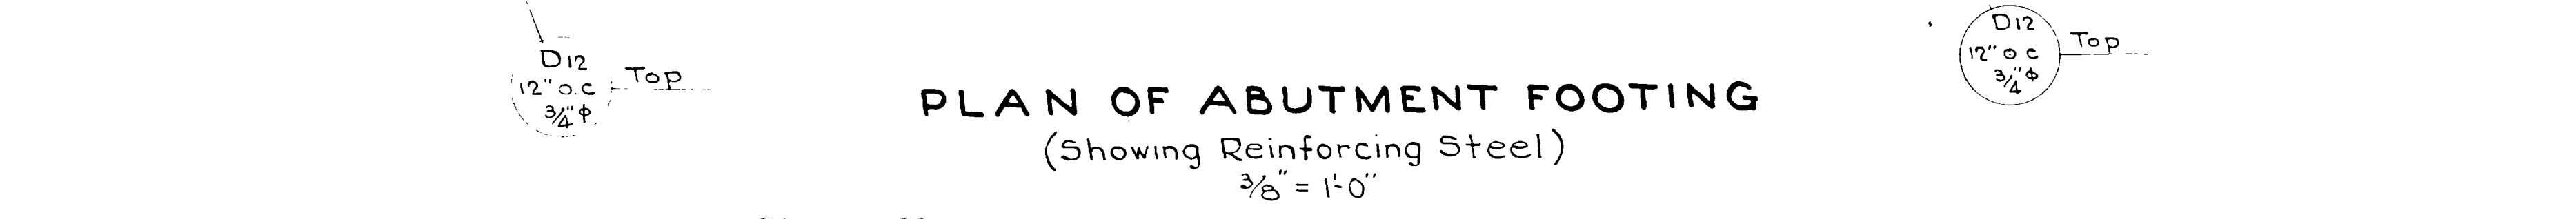 D12
12" o.c
3/4" ϕ
Top
PLAN OF ABUTMENT FOOTING
(Showing Reinforcing Steel)
3/8" = 1'-0"
D12
12" o c
3/4" ϕ
Top